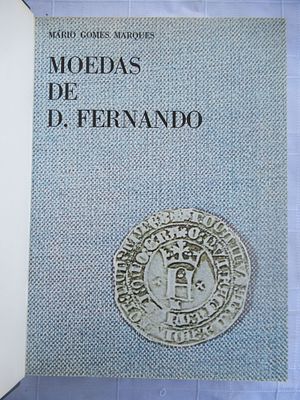 MÁRIO GOMES MARQUES
MOEDAS
DE
D. FERNANDO